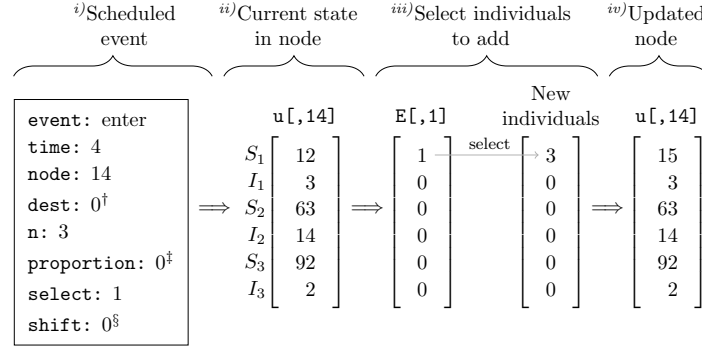 i)Scheduled event
ii)Current state in node
iii)Select individuals to add
iv)Updated node
event: enter
time: 4
node: 14
dest: 0†
n: 3
proportion: 0‡
select: 1
shift: 0§
⟹
u[,14]
S1 12
I1 3
S2 63
I2 14
S3 92
I3 2
⟹
E[,1]
1
0
0
0
0
0
select
New individuals
3
0
0
0
0
0
⟹
u[,14]
15
3
63
14
92
2